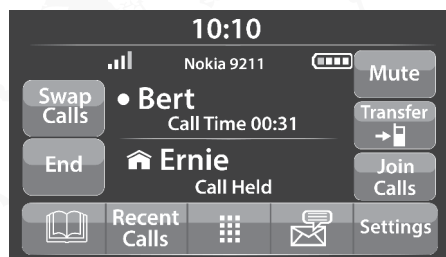 10:10
Nokia 9211
Mute
Swap
Calls
Bert
Call Time 00:31
Transfer
End
Ernie
Call Held
Join
Calls
Recent
Calls
Settings